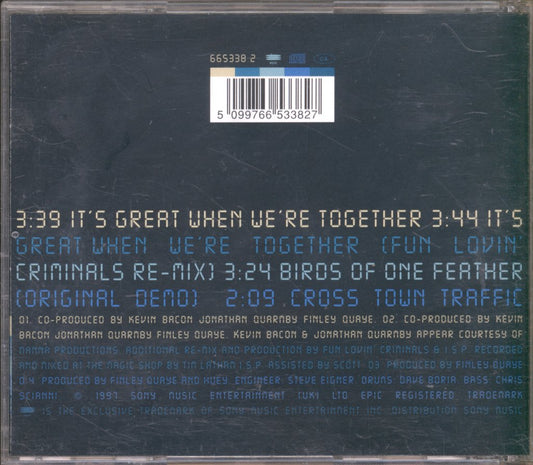 665338 2
5 099766 533827
3:39 IT'S GREAT WHEN WE'RE TOGETHER 3:44 IT'S
GREAT WHEN WE'RE TOGETHER (FUN LOVIN'
CRIMINALS RE-MIX) 3:24 BIRDS OF ONE FEATHER
(ORIGINAL DEMO) 2:09 CROSS TOWN TRAFFIC
01. CO-PRODUCED BY KEVIN BACON JONATHAN QUARMBY FINLEY QUAYE. 02. CO-PRODUCED BY KEVIN
BACON JONATHAN QUARMBY FINLEY QUAYE. KEVIN BACON & JONATHAN QUARMBY APPEAR COURTESY OF
PRODUCTIONS. ADDITIONAL RE-MIX AND PRODUCTION BY FUN LOVIN' CRIMINALS & I.S.P. RECORDED
AND MIXED AT THE MAGIC SHOP BY TIM LATHAM I.S.P. ASSISTED BY SCOTT. 03. PRODUCED BY FINLEY QUAYE
04. PRODUCED BY FINLEY QUAYE AND HUEY. ENGINEER: STEVE EIGNER. DRUMS: DAVE BORIA. BASS: CHRIS
SCIANNI ℗ 1997 SONY MUSIC ENTERTAINMENT (UK) LTD. EPIC REGISTERED TRADEMARK
IS THE EXCLUSIVE TRADEMARK OF SONY MUSIC ENTERTAINMENT INC./DISTRIBUTION SONY MUSIC